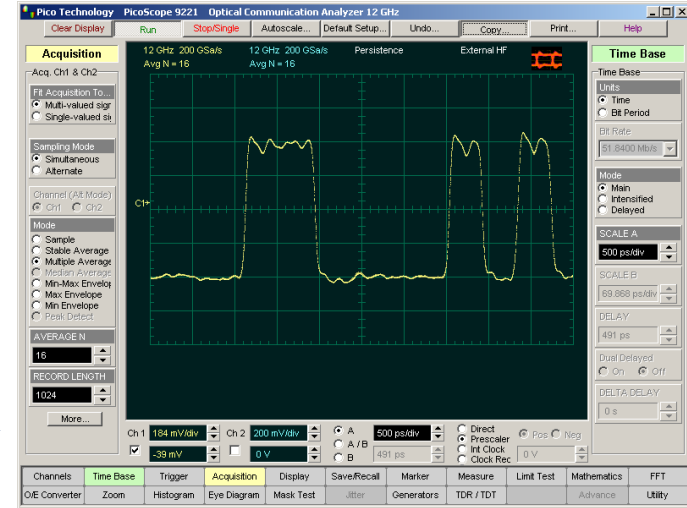 Pico Technology PicoScope 9221 Optical Communication Analyzer 12 GHz
Clear Display Run Stop/Single Autoscale... Default Setup... Undo... Copy... Print... Help
Acquisition
Acq. Ch1 & Ch2
Fit Acquisition To...
Multi-valued sigr
Single-valued si
Sampling Mode
Simultaneous
Alternate
Channel (Alt Mode)
Ch1 Ch2
Mode
Sample
Stable Average
Multiple Average
Median Average
Min-Max Envelop
Max Envelope
Min Envelope
Peak Detect
AVERAGE N
16
RECORD LENGTH
1024
More...
12 GHz 200 GSa/s 12 GHz 200 GSa/s Persistence External HF
Avg N = 16 Avg N = 16
C1+
Time Base
Time Base
Units
Time
Bit Period
Bit Rate
51.8400 Mb/s
Mode
Main
Intensified
Delayed
SCALE A
500 ps/div
SCALE B
69.868 ps/div
DELAY
491 ps
Dual Delayed
On Off
DELTA DELAY
0 s
Ch 1 184 mV/div Ch 2 200 mV/div A 500 ps/div Direct
A / B Prescaler Pos Neg
-39 mV 0 V B 491 ps Int Clock 0 V
Clock Rec
Channels Time Base Trigger Acquisition Display Save/Recall Marker Measure Limit Test Mathematics FFT
O/E Converter Zoom Histogram Eye Diagram Mask Test Jitter Generators TDR / TDT Advance Utility